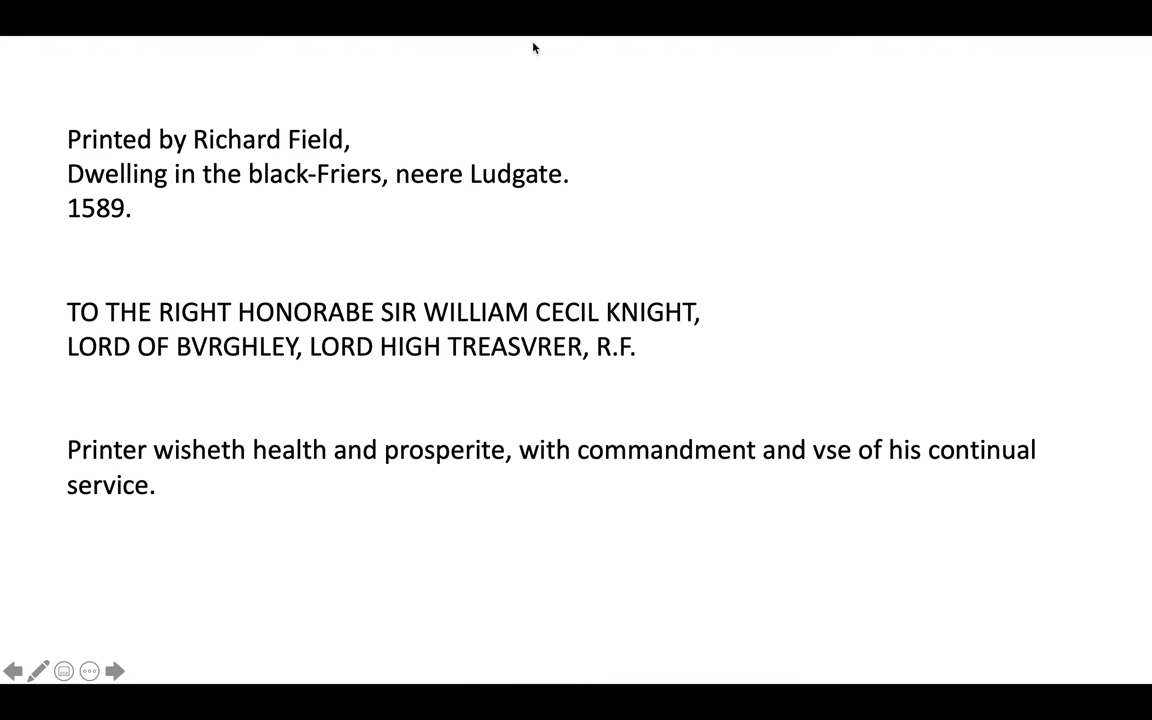 Printed by Richard Field,
Dwelling in the black-Friers, neere Ludgate.
1589.
TO THE RIGHT HONORABE SIR WILLIAM CECIL KNIGHT,
LORD OF BVRGHLEY, LORD HIGH TREASVRER, R.F.
Printer wisheth health and prosperite, with commandment and vse of his continual
service.